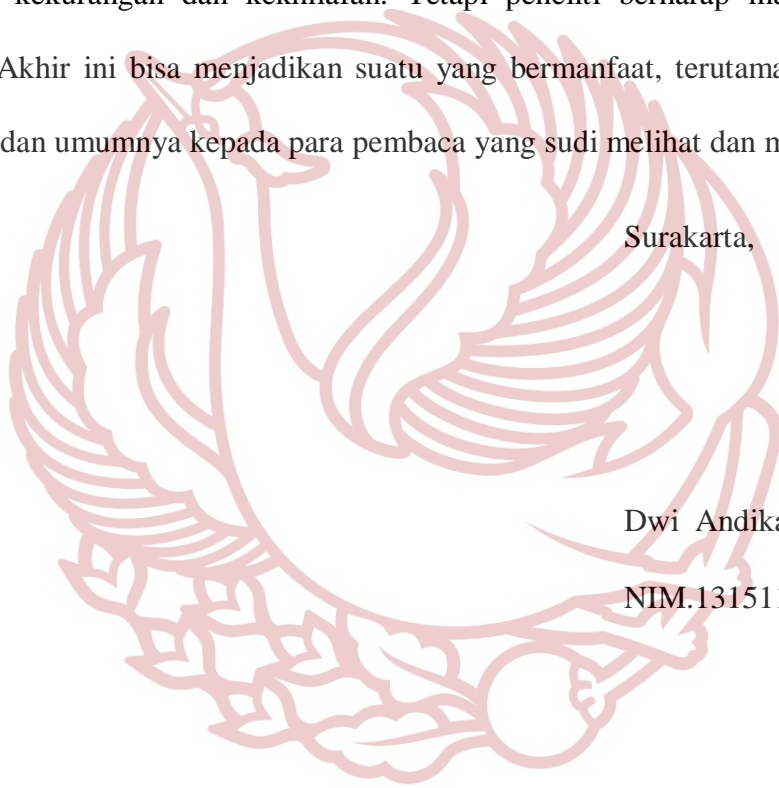 kekurangan dan kekhilafan. Tetapi peneliti berharap
Akhir ini bisa menjadikan suatu yang bermanfaat, terutama
dan umumnya kepada para pembaca yang sudi melihat dan
Surakarta,
Dwi Andika
NIM.131511